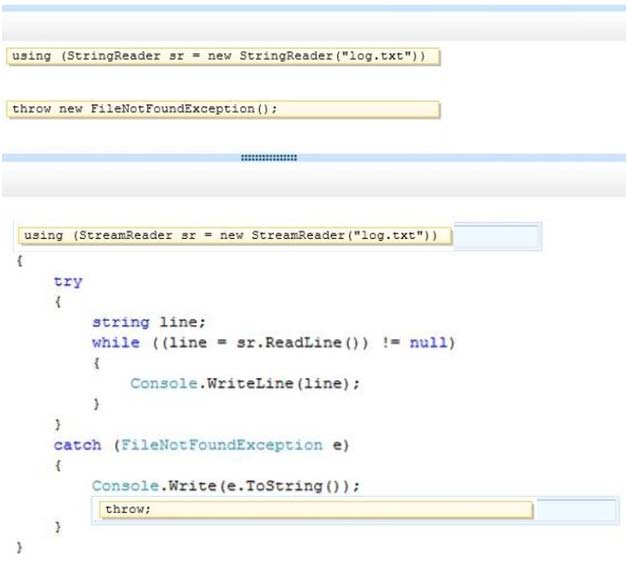 using (StringReader sr = new StringReader("log.txt"))
throw new FileNotFoundException();
using (StreamReader sr = new StreamReader("log.txt"))
{
    try
    {
        string line;
        while ((line = sr.ReadLine()) != null)
        {
            Console.WriteLine(line);
        }
    }
    catch (FileNotFoundException e)
    {
        Console.Write(e.ToString());
        throw;
    }
}